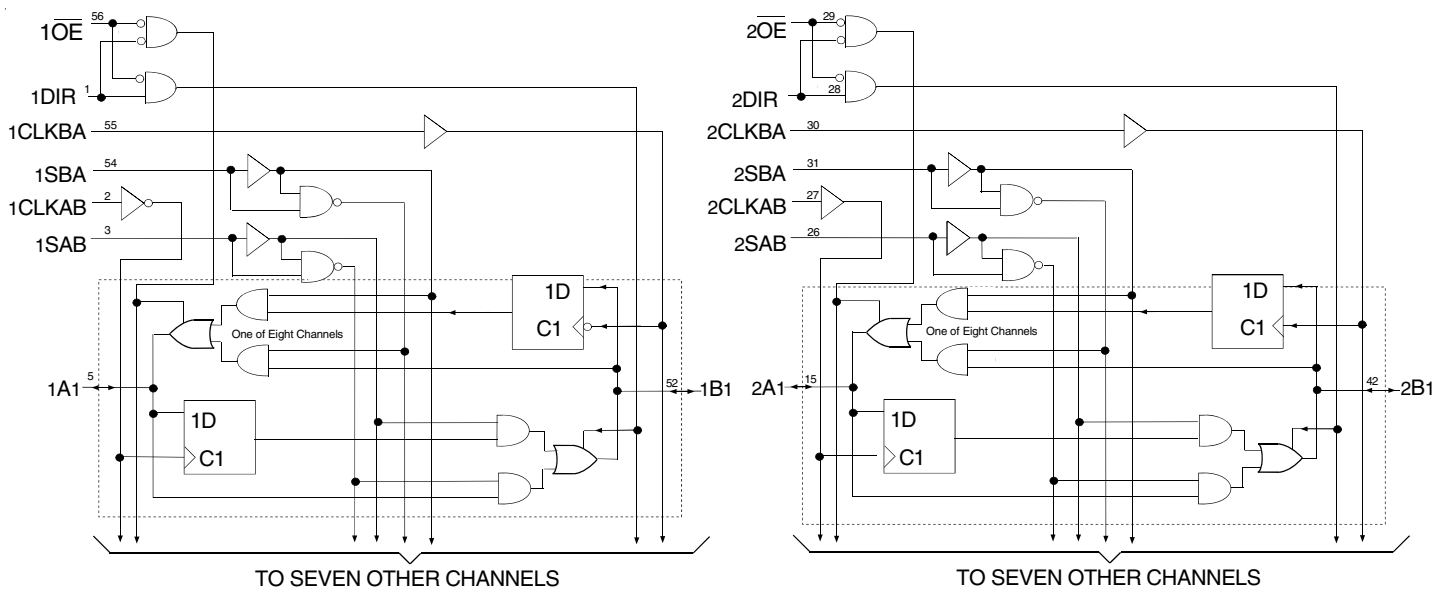 56
1OE
1
1DIR
55
1CLKBA
54
1SBA
2
1CLKAB
3
1SAB
1D
C1
One of Eight Channels
5
1A1
52
1B1
1D
C1
TO SEVEN OTHER CHANNELS
29
2OE
28
2DIR
30
2CLKBA
31
2SBA
27
2CLKAB
26
2SAB
1D
C1
One of Eight Channels
15
2A1
42
2B1
1D
C1
TO SEVEN OTHER CHANNELS